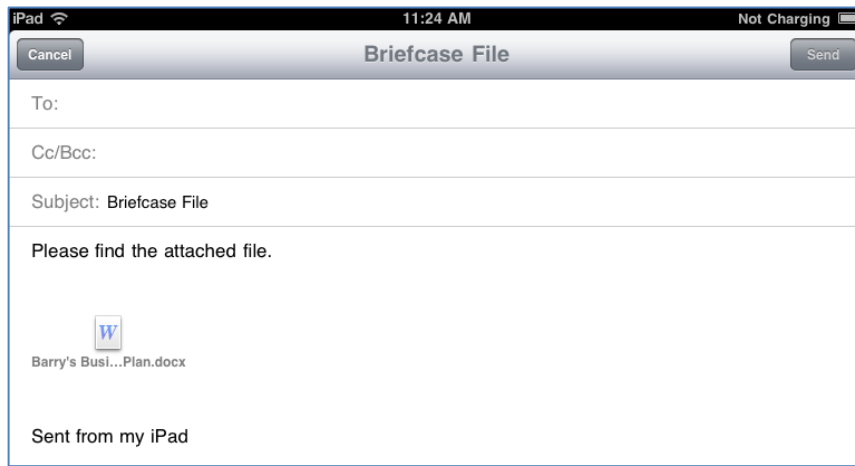 iPad 11:24 AM Not Charging
Cancel Briefcase File Send
To:
Cc/Bcc:
Subject: Briefcase File
Please find the attached file.
W
Barry's Busi...Plan.docx
Sent from my iPad